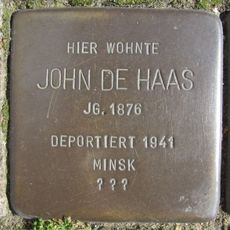 HIER WOHNTE
JOHN DE HAAS
JG. 1876
DEPORTIERT 1941
MINSK
? ? ?